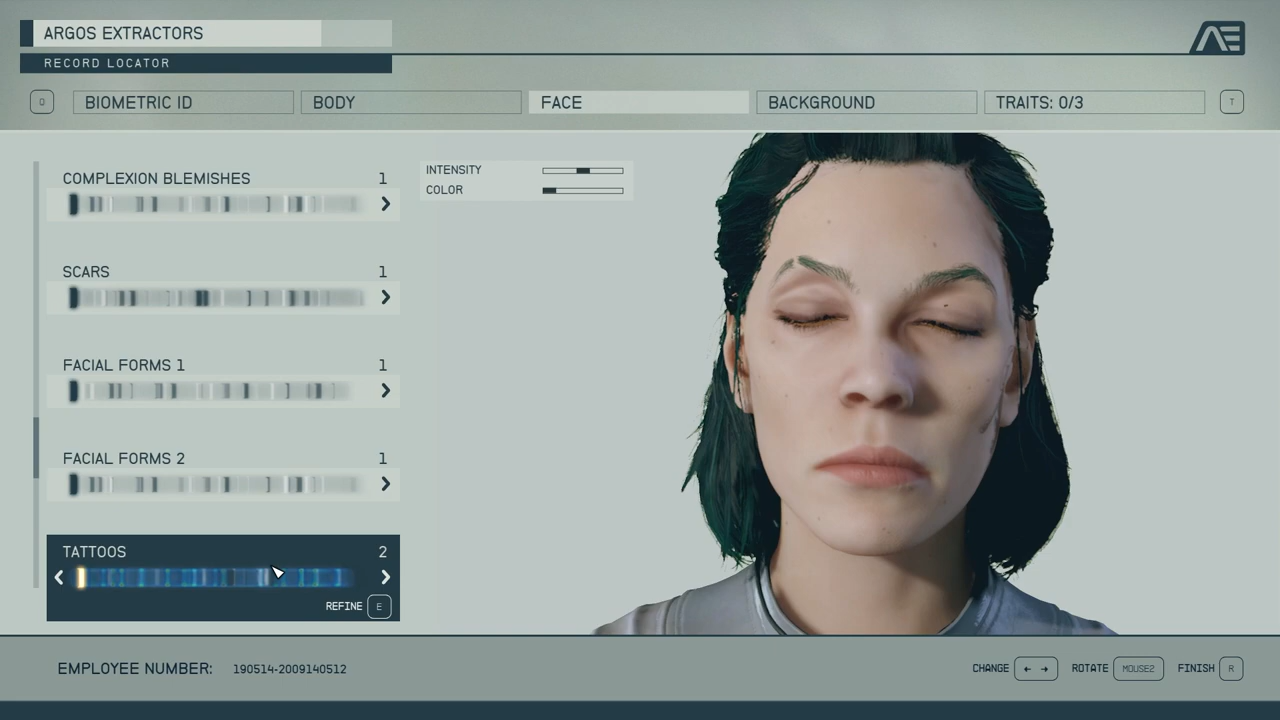 ARGOS EXTRACTORS
RECORD LOCATOR
AE
Q BIOMETRIC ID BODY FACE BACKGROUND TRAITS: 0/3 T
COMPLEXION BLEMISHES 1
INTENSITY
COLOR
SCARS 1
FACIAL FORMS 1 1
FACIAL FORMS 2 1
TATTOOS 2
REFINE E
EMPLOYEE NUMBER: 190514-2009140512
CHANGE ← → ROTATE MOUSE2 FINISH R